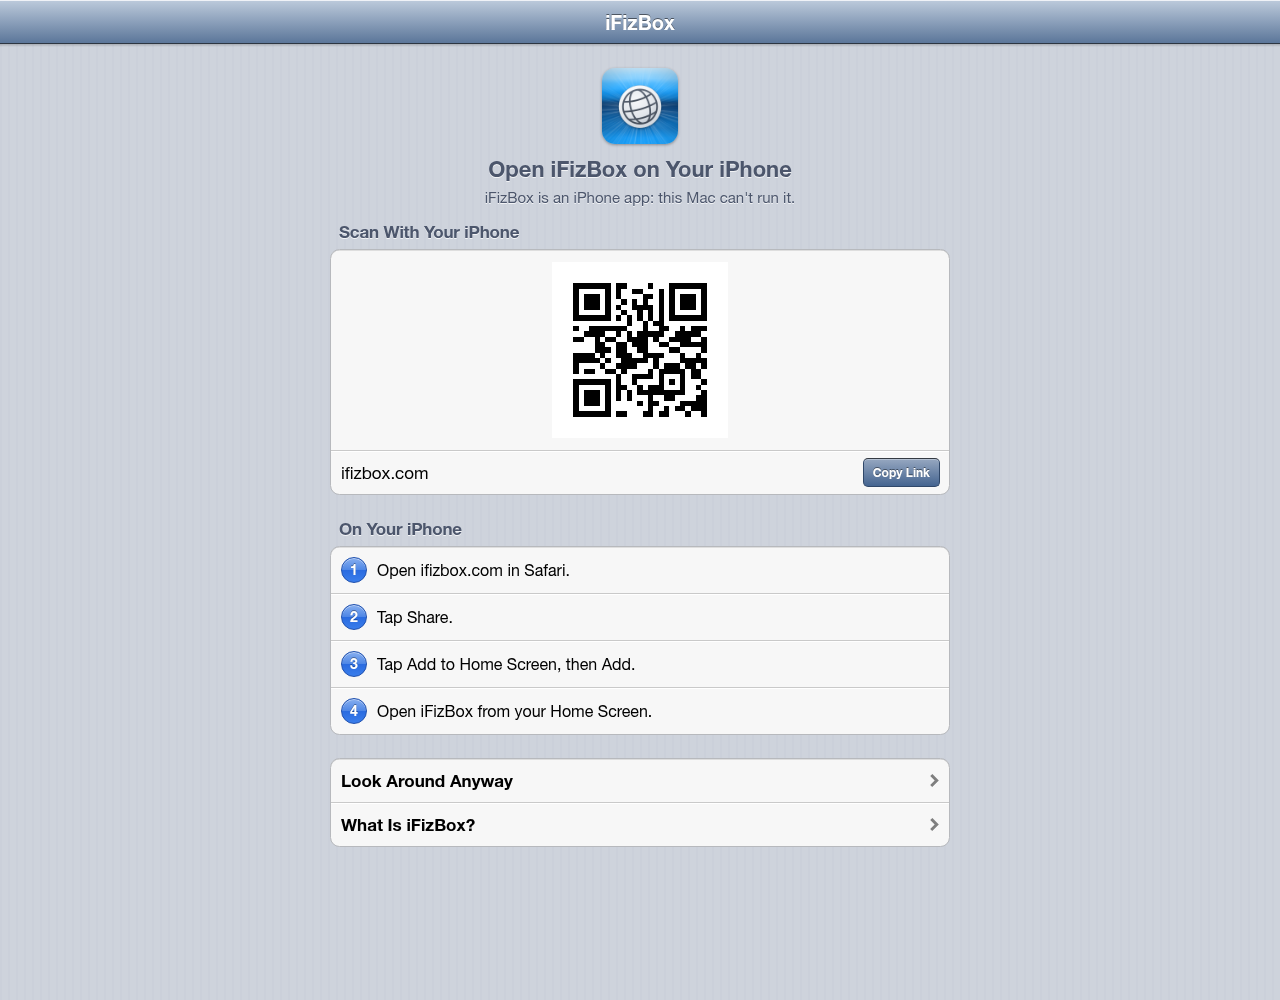 iFizBox
Open iFizBox on Your iPhone
iFizBox is an iPhone app: this Mac can't run it.
Scan With Your iPhone
ifizbox.com
Copy Link
On Your iPhone
1 Open ifizbox.com in Safari.
2 Tap Share.
3 Tap Add to Home Screen, then Add.
4 Open iFizBox from your Home Screen.
Look Around Anyway
What Is iFizBox?